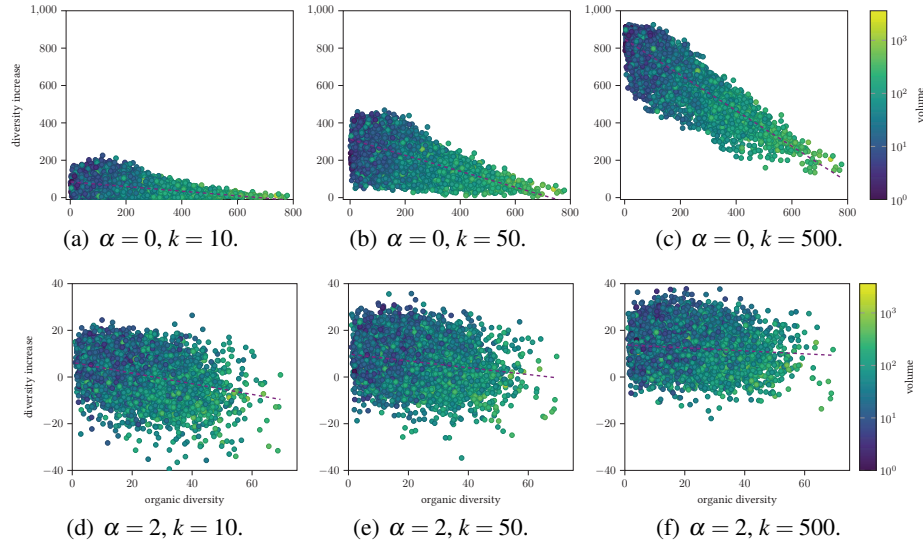 1,000
800
600
400
200
0
diversity increase
0 200 400 600 800
(a) α = 0, k = 10.
1,000
800
600
400
200
0
0 200 400 600 800
(b) α = 0, k = 50.
1,000
800
600
400
200
0
0 200 400 600 800
(c) α = 0, k = 500.
10³
10²
10¹
10⁰
volume
40
20
0
−20
−40
diversity increase
0 20 40 60
organic diversity
(d) α = 2, k = 10.
40
20
0
−20
−40
0 20 40 60
organic diversity
(e) α = 2, k = 50.
40
20
0
−20
−40
0 20 40 60
organic diversity
(f) α = 2, k = 500.
10³
10²
10¹
10⁰
volume